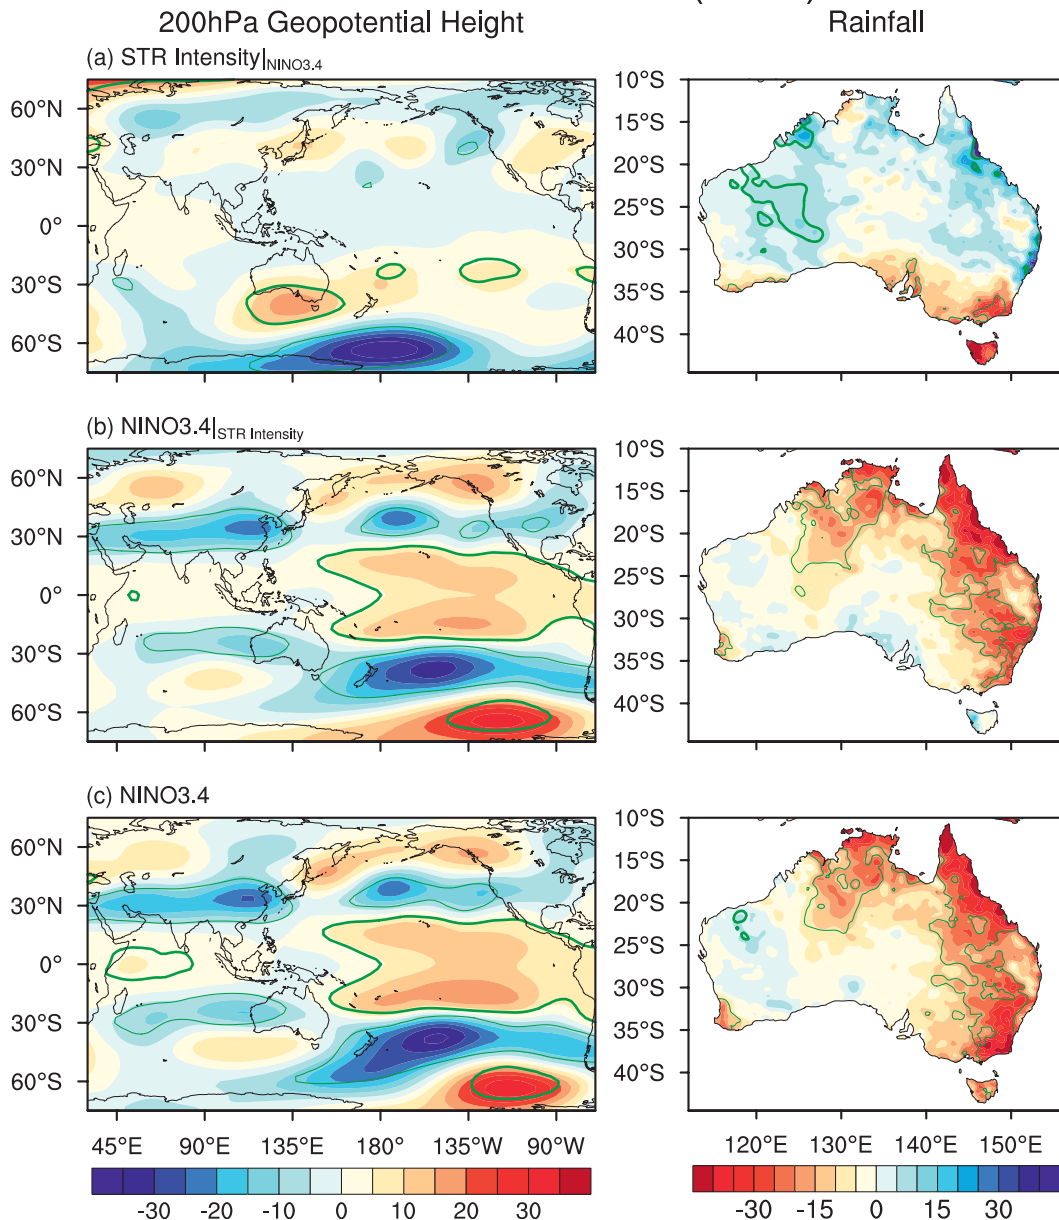 200hPa Geopotential Height
Rainfall
(a) STR Intensity|NINO3.4
60°N
30°N
0°
30°S
60°S
10°S
15°S
20°S
25°S
30°S
35°S
40°S
(b) NINO3.4|STR Intensity
60°N
30°N
0°
30°S
60°S
10°S
15°S
20°S
25°S
30°S
35°S
40°S
(c) NINO3.4
60°N
30°N
0°
30°S
60°S
10°S
15°S
20°S
25°S
30°S
35°S
40°S
45°E 90°E 135°E 180° 135°W 90°W
120°E 130°E 140°E 150°E
-30 -20 -10 0 10 20 30
-30 -15 0 15 30